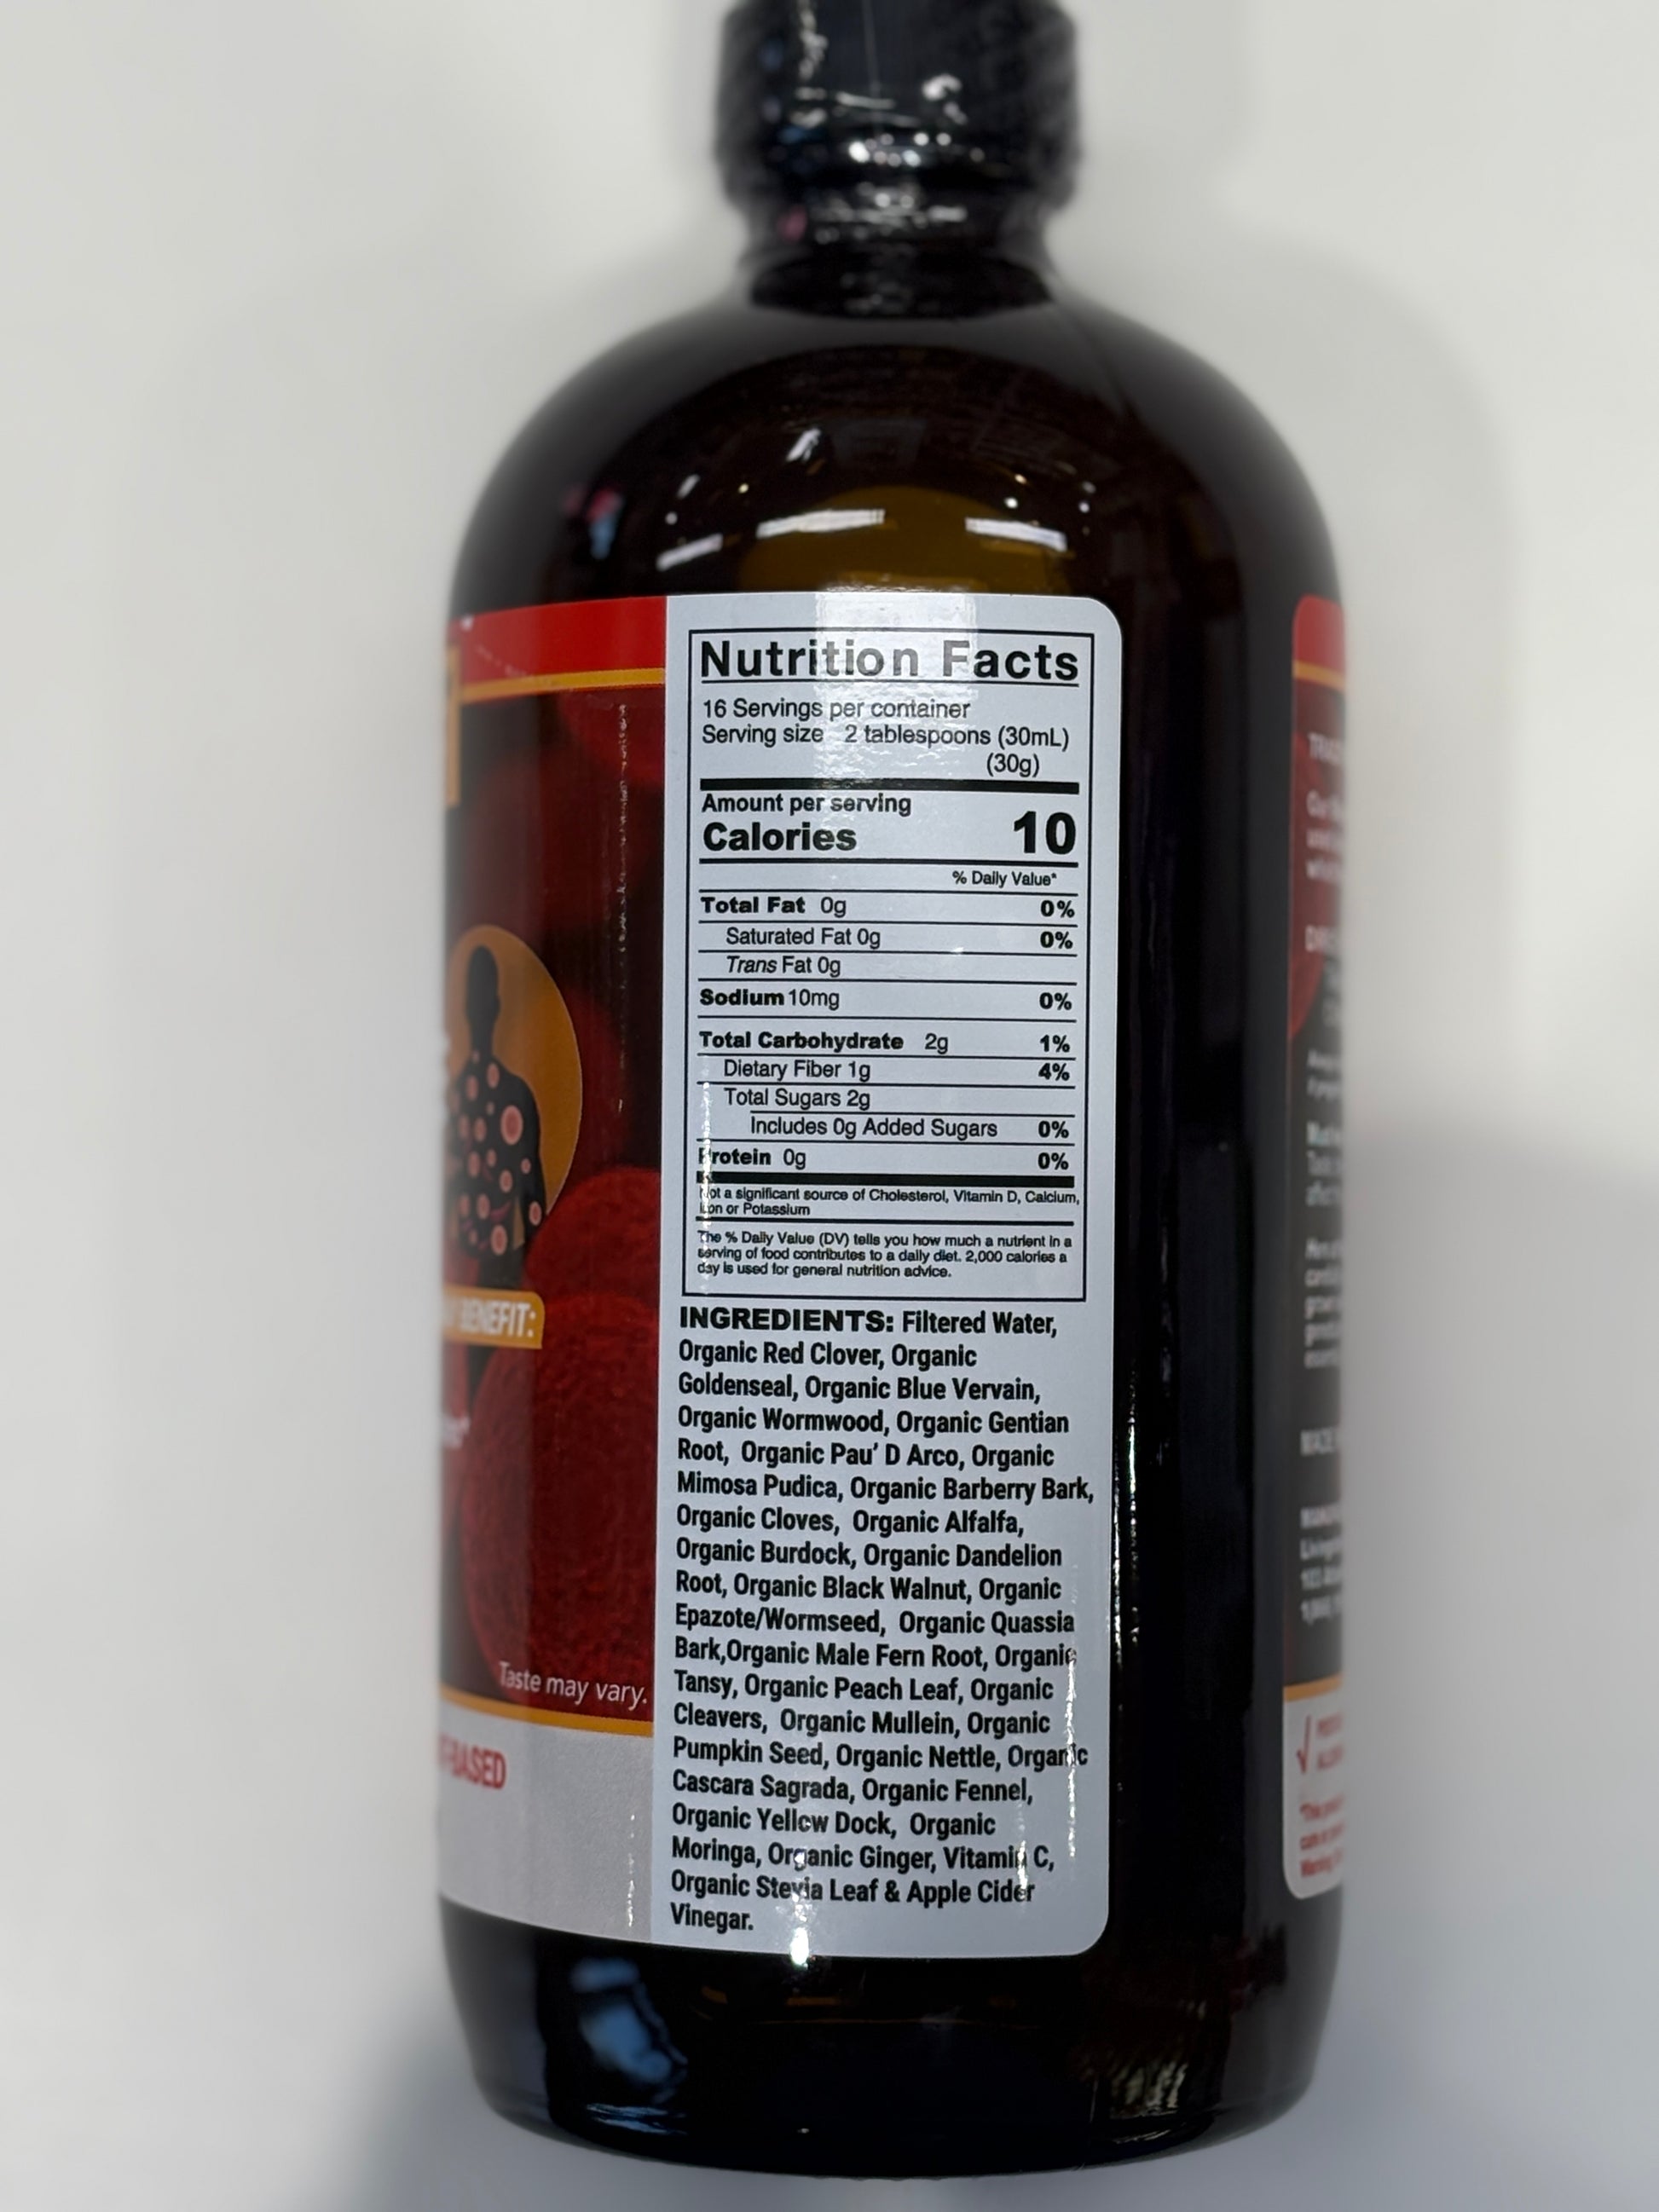 Nutrition Facts
16 Servings per container
Serving size 2 tablespoons (30mL)
(30g)
Amount per serving
Calories 10
% Daily Value*
Total Fat 0g 0%
Saturated Fat 0g 0%
Trans Fat 0g
Sodium 10mg 0%
Total Carbohydrate 2g 1%
Dietary Fiber 1g 4%
Total Sugars 2g
Includes 0g Added Sugars 0%
Protein 0g 0%
Not a significant source of Cholesterol, Vitamin D, Calcium,
Iron or Potassium
The % Daily Value (DV) tells you how much a nutrient in a
serving of food contributes to a daily diet. 2,000 calories a
day is used for general nutrition advice.
INGREDIENTS: Filtered Water,
Organic Red Clover, Organic
Goldenseal, Organic Blue Vervain,
Organic Wormwood, Organic Gentian
Root, Organic Pau' D Arco, Organic
Mimosa Pudica, Organic Barberry Bark,
Organic Cloves, Organic Alfalfa,
Organic Burdock, Organic Dandelion
Root, Organic Black Walnut, Organic
Epazote/Wormseed, Organic Quassia
Bark,Organic Male Fern Root, Organic
Tansy, Organic Peach Leaf, Organic
Cleavers, Organic Mullein, Organic
Pumpkin Seed, Organic Nettle, Organic
Cascara Sagrada, Organic Fennel,
Organic Yellow Dock, Organic
Moringa, Organic Ginger, Vitamin C,
Organic Stevia Leaf & Apple Cider
Vinegar.
BENEFIT:
Taste may vary.
BASED